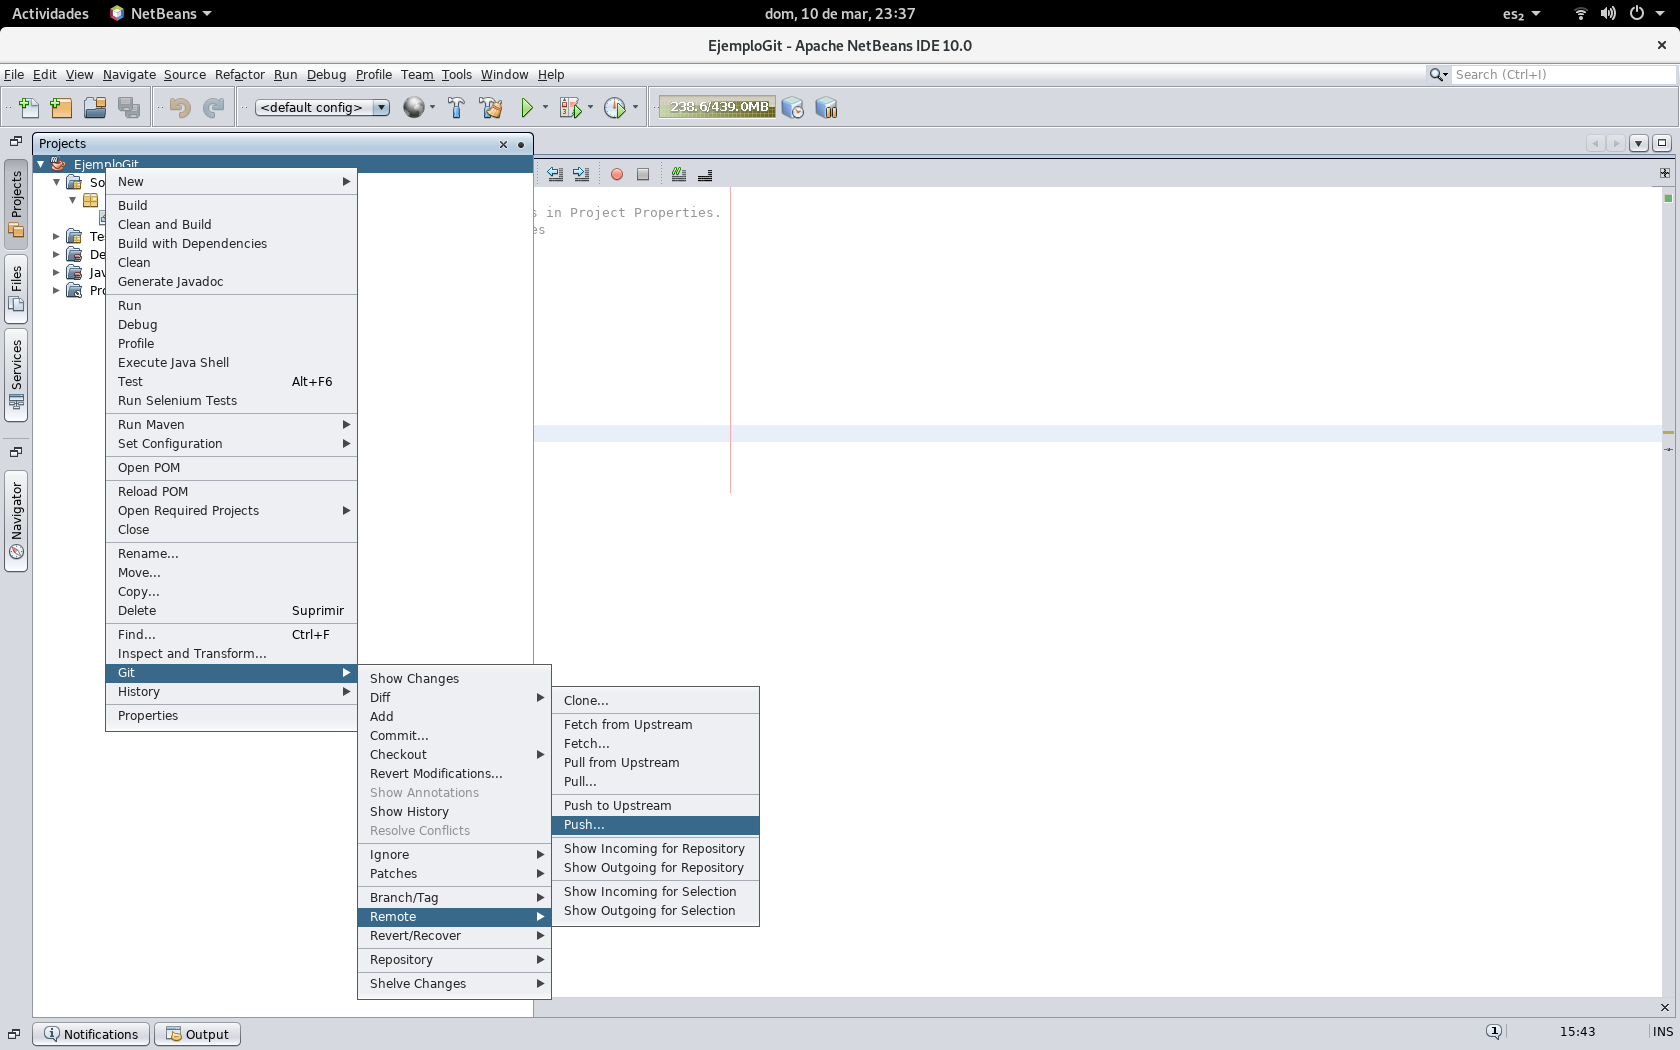 Actividades NetBeans dom, 10 de mar, 23:37 es₂
EjemploGit - Apache NetBeans IDE 10.0
File Edit View Navigate Source Refactor Run Debug Profile Team Tools Window Help Search (Ctrl+I)
<default config> 238.6/439.0MB
Projects
EjemploGit
So
Te
De
Jav
Pro
Projects
Files
Services
Navigator
s in Project Properties.
es
New
Build
Clean and Build
Build with Dependencies
Clean
Generate Javadoc
Run
Debug
Profile
Execute Java Shell
Test Alt+F6
Run Selenium Tests
Run Maven
Set Configuration
Open POM
Reload POM
Open Required Projects
Close
Rename...
Move...
Copy...
Delete Suprimir
Find... Ctrl+F
Inspect and Transform...
Git
History
Properties
Show Changes
Diff
Add
Commit...
Checkout
Revert Modifications...
Show Annotations
Show History
Resolve Conflicts
Ignore
Patches
Branch/Tag
Remote
Revert/Recover
Repository
Shelve Changes
Clone...
Fetch from Upstream
Fetch...
Pull from Upstream
Pull...
Push to Upstream
Push...
Show Incoming for Repository
Show Outgoing for Repository
Show Incoming for Selection
Show Outgoing for Selection
Notifications Output 1 15:43 INS